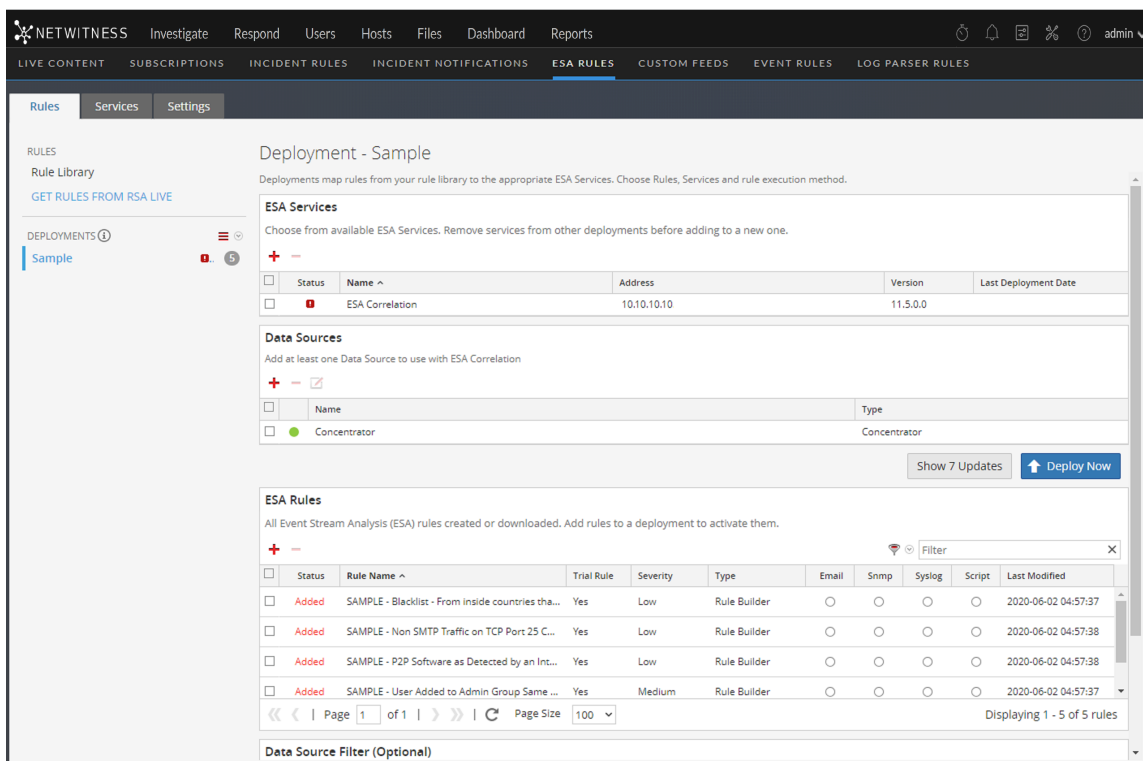 NETWITNESS Investigate Respond Users Hosts Files Dashboard Reports admin
LIVE CONTENT SUBSCRIPTIONS INCIDENT RULES INCIDENT NOTIFICATIONS ESA RULES CUSTOM FEEDS EVENT RULES LOG PARSER RULES
Rules Services Settings
RULES
Rule Library
GET RULES FROM RSA LIVE
DEPLOYMENTS
Sample 5
Deployment - Sample
Deployments map rules from your rule library to the appropriate ESA Services. Choose Rules, Services and rule execution method.
ESA Services
Choose from available ESA Services. Remove services from other deployments before adding to a new one.
Status Name Address Version Last Deployment Date
ESA Correlation 10.10.10.10 11.5.0.0
Data Sources
Add at least one Data Source to use with ESA Correlation
Name Type
Concentrator Concentrator
Show 7 Updates Deploy Now
ESA Rules
All Event Stream Analysis (ESA) rules created or downloaded. Add rules to a deployment to activate them.
Filter X
Status Rule Name Trial Rule Severity Type Email Snmp Syslog Script Last Modified
Added SAMPLE - Blacklist - From inside countries tha... Yes Low Rule Builder 2020-06-02 04:57:37
Added SAMPLE - Non SMTP Traffic on TCP Port 25 C... Yes Low Rule Builder 2020-06-02 04:57:38
Added SAMPLE - P2P Software as Detected by an Int... Yes Low Rule Builder 2020-06-02 04:57:38
Added SAMPLE - User Added to Admin Group Same ... Yes Medium Rule Builder 2020-06-02 04:57:37
Page 1 of 1 Page Size 100 Displaying 1 - 5 of 5 rules
Data Source Filter (Optional)